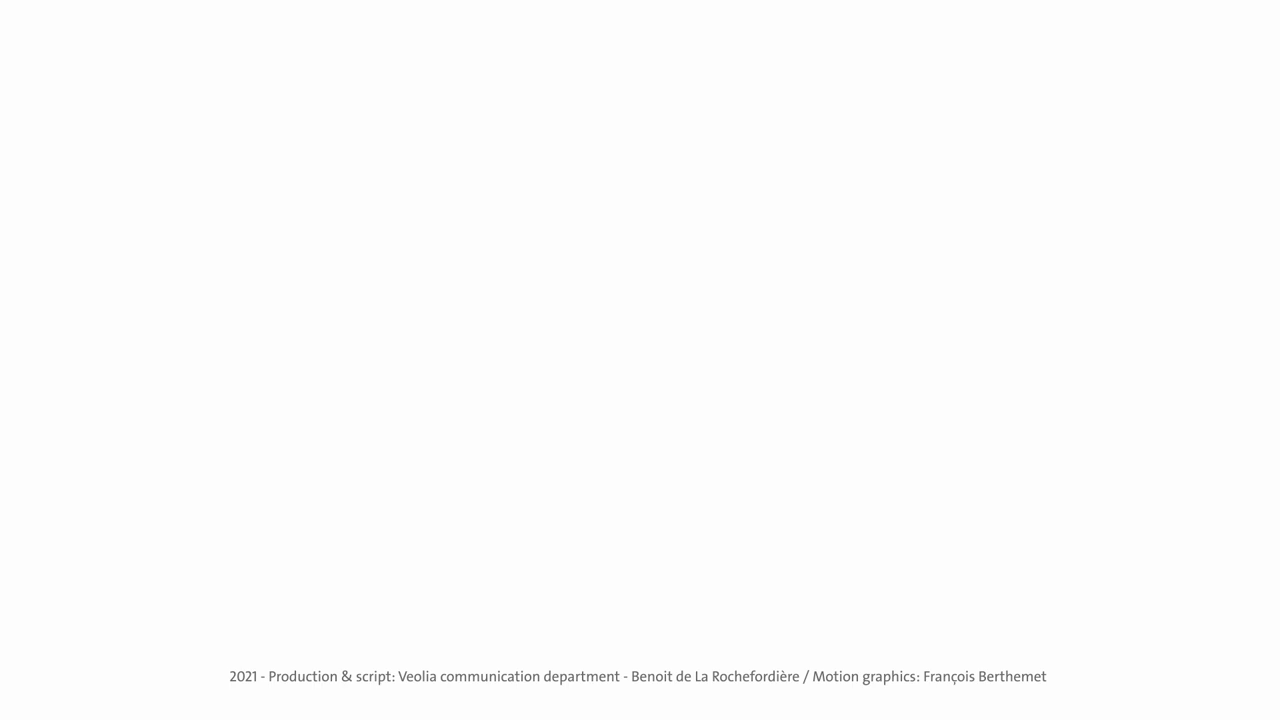 2021 - Production & script: Veolia communication department - Benoit de La Rochefordière / Motion graphics: François Berthemet